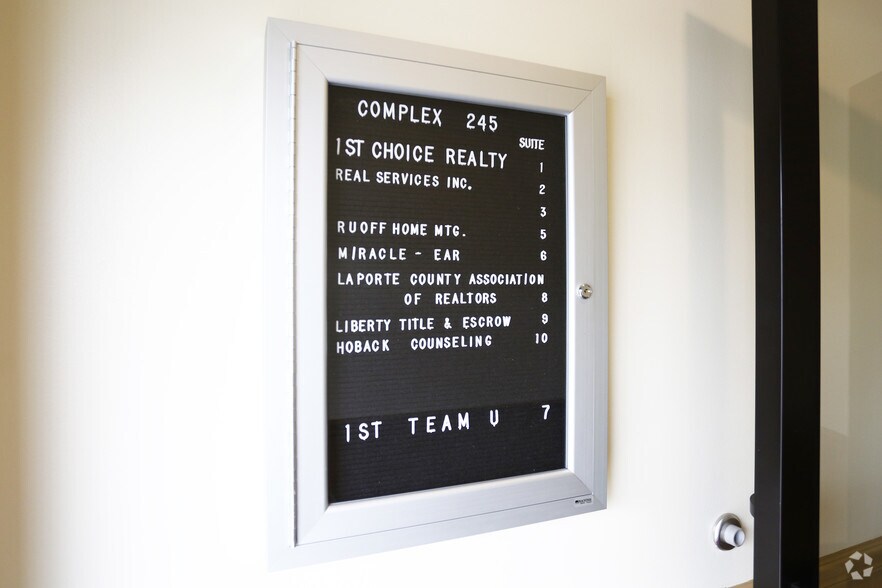 COMPLEX 245
SUITE
1ST CHOICE REALTY 1
REAL SERVICES INC. 2
3
RUOFF HOME MTG. 5
MIRACLE - EAR 6
LAPORTE COUNTY ASSOCIATION
OF REALTORS 8
LIBERTY TITLE & ESCROW 9
HOBACK COUNSELING 10
1ST TEAM U 7